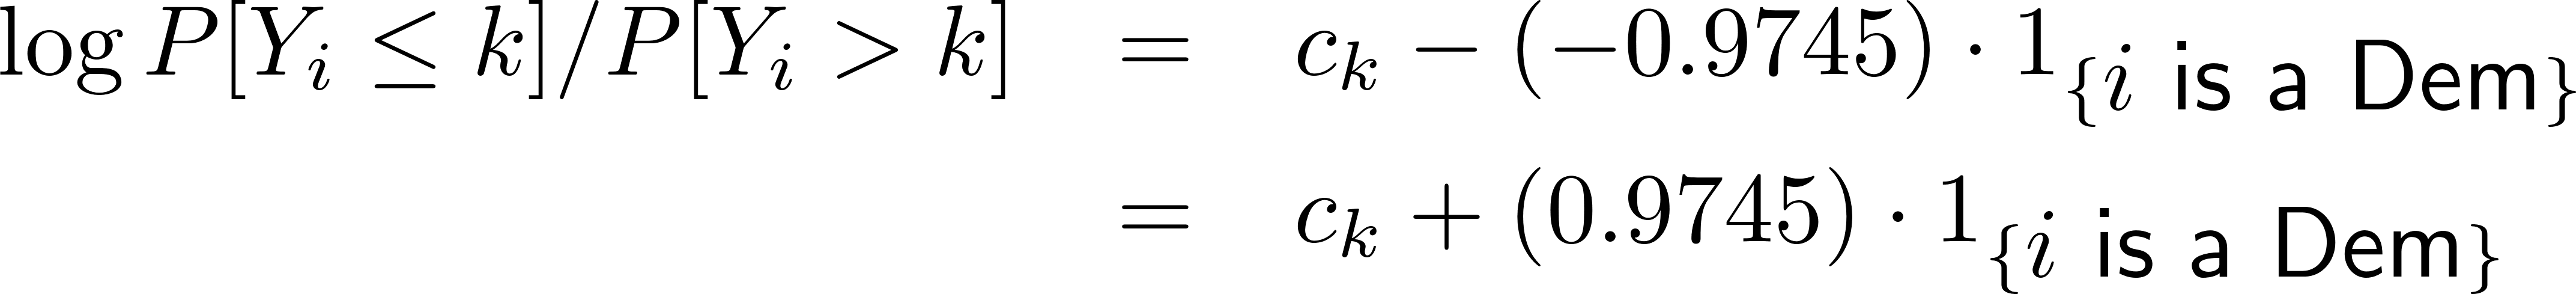 log P[Y_i ≤ k]/P[Y_i > k] = c_k − (−0.9745) · 1_{i is a Dem}
= c_k + (0.9745) · 1_{i is a Dem}